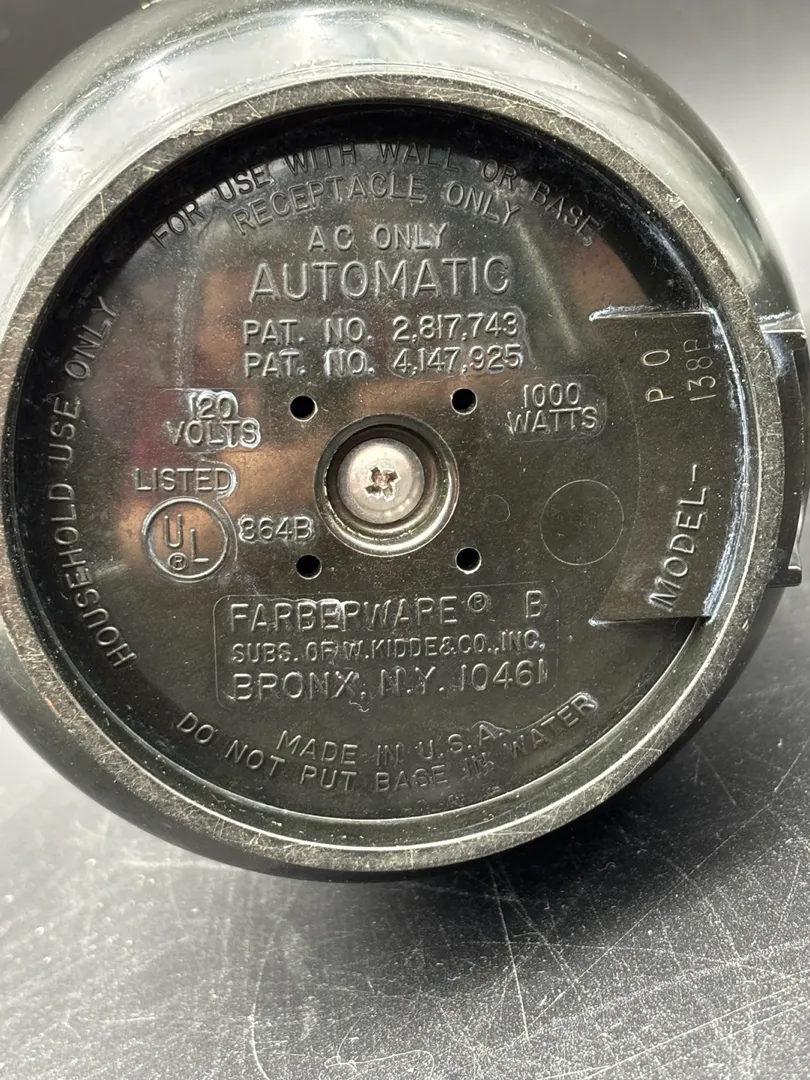 FOR USE WITH WALL OR BASE
RECEPTACLE ONLY
AC ONLY
AUTOMATIC
PAT. NO. 2,817,743
PAT. NO. 4,147,925
120
VOLTS
1000
WATTS
LISTED
UL
®
864B
FARBERWARE® B
SUBS. OF W. KIDDE & CO., INC.
BRONX, N.Y. 10461
MADE IN U.S.A.
DO NOT PUT BASE IN WATER
HOUSEHOLD USE ONLY
MODEL-
P O